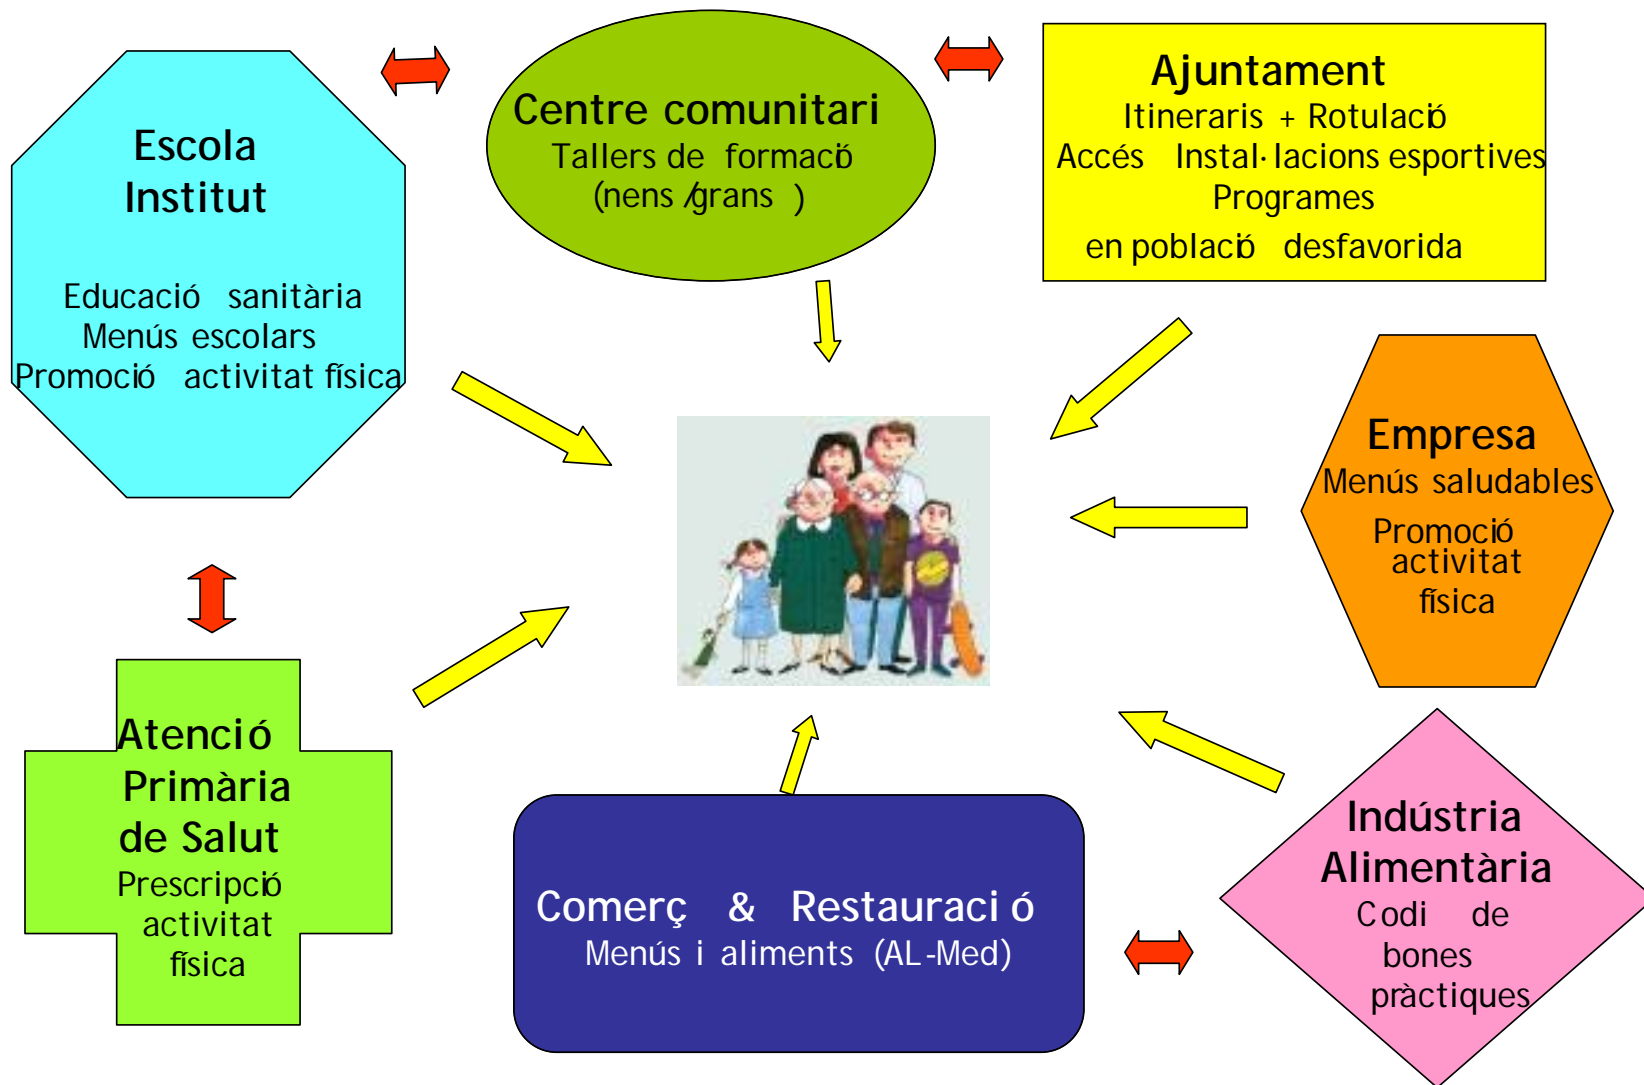 Escola
Institut
Educació sanitària
Menús escolars
Promoció activitat física
Centre comunitari
Tallers de formació
(nens /grans )
Ajuntament
Itineraris + Rotulació
Accés Instal·lacions esportives
Programes
en població desfavorida
Empresa
Menús saludables
Promoció
activitat
física
Atenció
Primària
de Salut
Prescripció
activitat
física
Comerç & Restauració
Menús i aliments (AL-Med)
Indústria
Alimentària
Codi de
bones
pràctiques